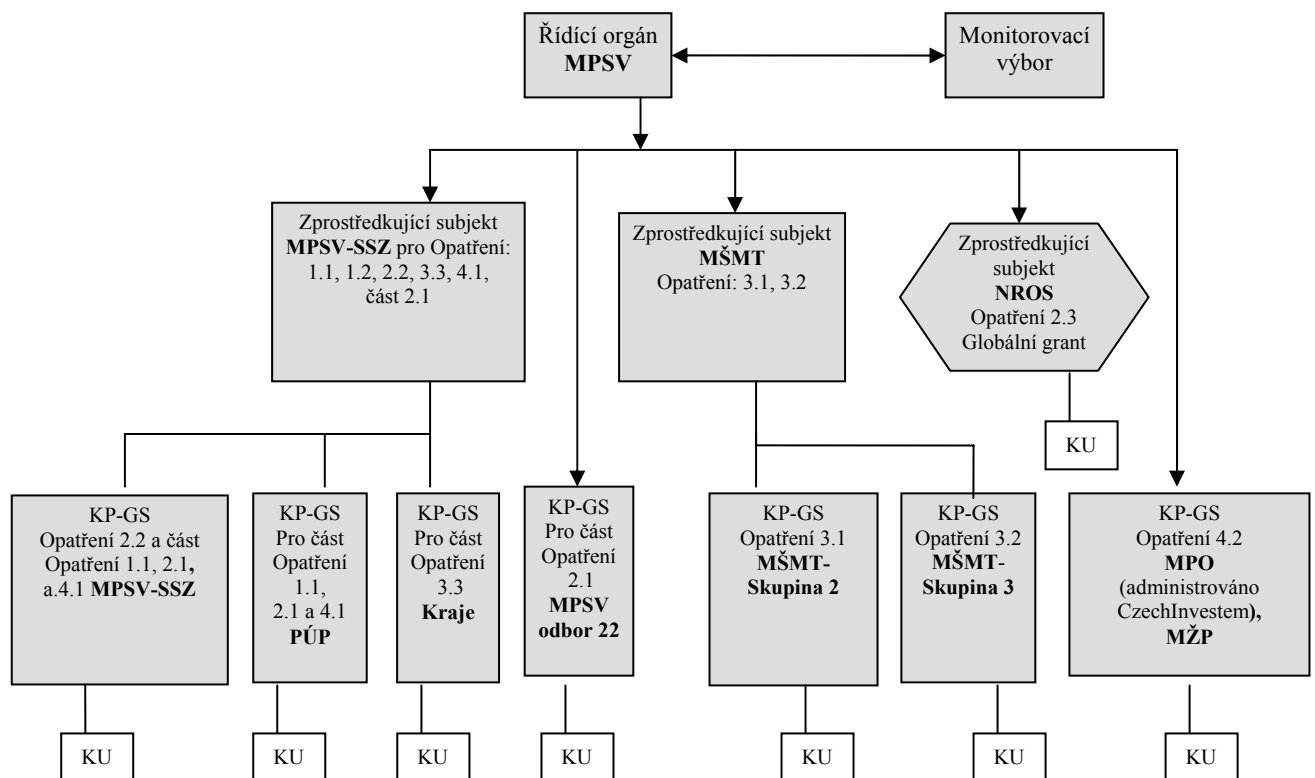 Řídící orgán
MPSV
Monitorovací
výbor
Zprostředkující subjekt
MPSV-SSZ pro Opatření:
1.1, 1.2, 2.2, 3.3, 4.1,
část 2.1
Zprostředkující subjekt
MŠMT
Opatření: 3.1, 3.2
Zprostředkující
subjekt
NROS
Opatření 2.3
Globální grant
KU
KP-GS
Opatření 2.2 a část
Opatření 1.1, 2.1,
a.4.1 MPSV-SSZ
KP-GS
Pro část
Opatření
1.1,
2.1 a 4.1
PÚP
KP-GS
Pro část
Opatření
3.3
Kraje
KP-GS
Pro část
Opatření
2.1
MPSV
odbor 22
KP-GS
Opatření 3.1
MŠMT-
Skupina 2
KP-GS
Opatření 3.2
MŠMT-
Skupina 3
KP-GS
Opatření 4.2
MPO
(administrováno
CzechInvestem),
MŽP
KU
KU
KU
KU
KU
KU
KU